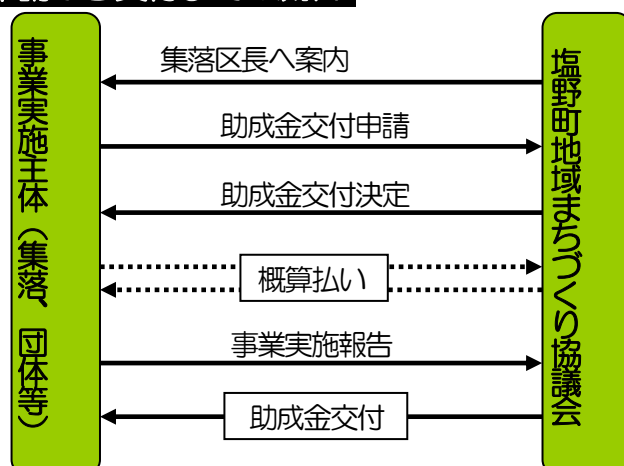 事業実施主体（集落、団体等）
塩野町地域まちづくり協議会
集落区長へ案内
助成金交付申請
助成金交付決定
概算払い
事業実施報告
助成金交付